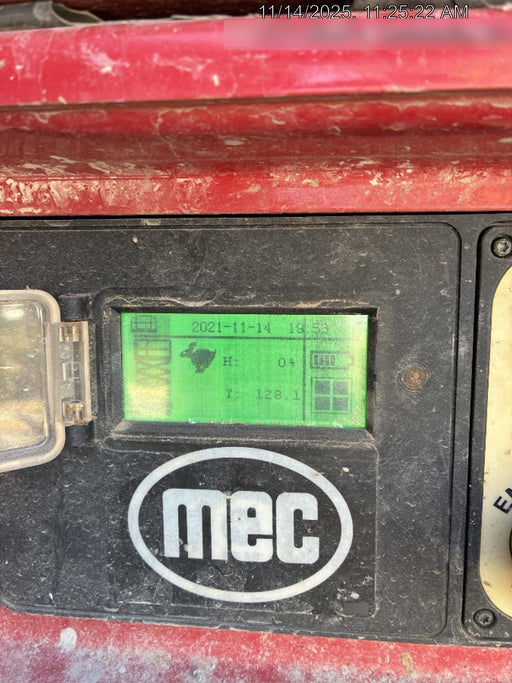 11/14/2025, 11:25:22 AM
2021-11-14 19:53
H: 0%
T: 128.1
mec